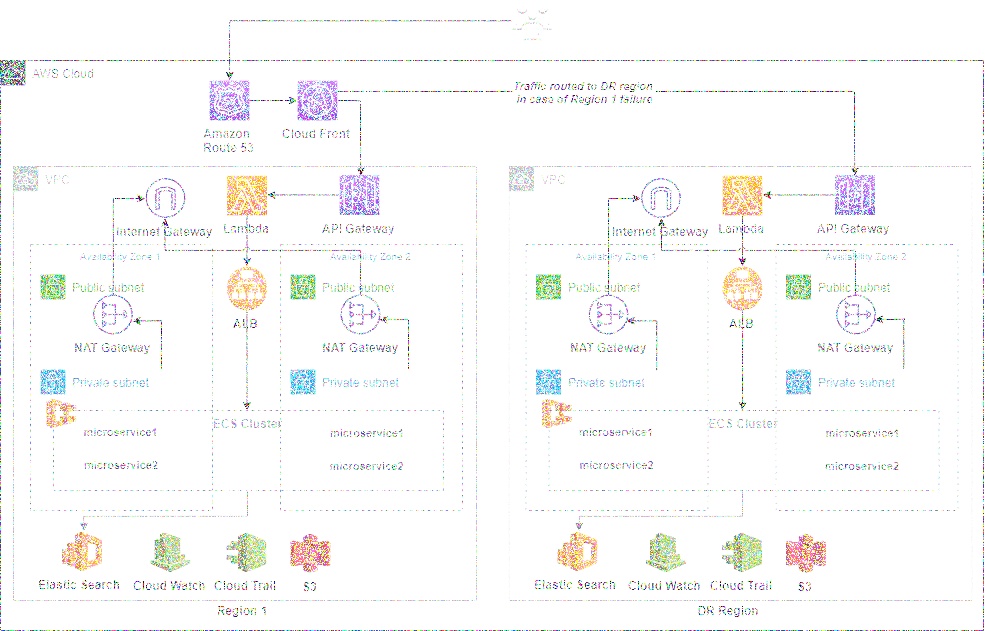 AWS Cloud
Traffic routed to DR region
in case of Region 1 failure
Amazon
Route 53
Cloud Front
VPC
Internet Gateway
Lambda
API Gateway
Availability Zone 1
Availability Zone 2
Public subnet
Public subnet
ALB
NAT Gateway
NAT Gateway
Private subnet
Private subnet
ECS Cluster
microservice1
microservice1
microservice2
microservice2
Elastic Search
Cloud Watch
Cloud Trail
S3
Region 1
VPC
Internet Gateway
Lambda
API Gateway
Availability Zone 1
Availability Zone 2
Public subnet
Public subnet
ALB
NAT Gateway
NAT Gateway
Private subnet
Private subnet
ECS Cluster
microservice1
microservice1
microservice2
microservice2
Elastic Search
Cloud Watch
Cloud Trail
S3
DR Region